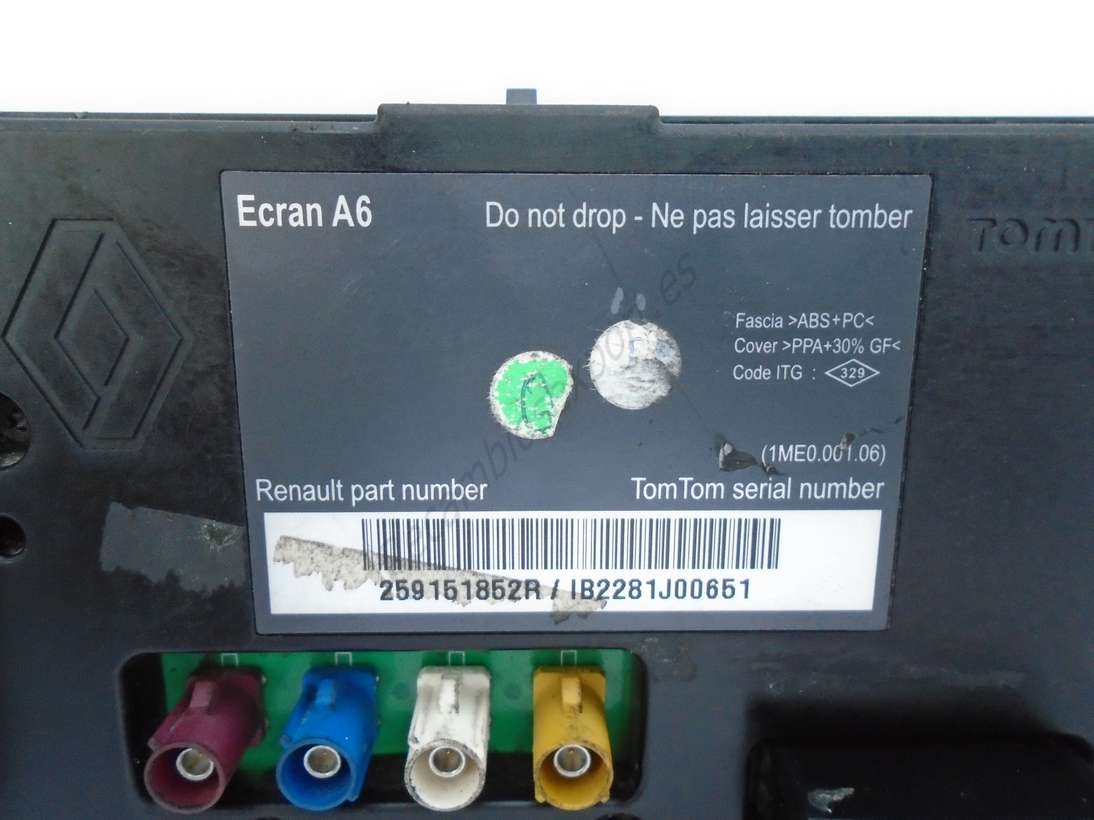 Ecran A6
Do not drop - Ne pas laisser tomber
Fascia >ABS+PC<
Cover >PPA+30% GF<
Code ITG : 329
(1ME0.001.06)
Renault part number
TomTom serial number
259151852R / IB2281J00651